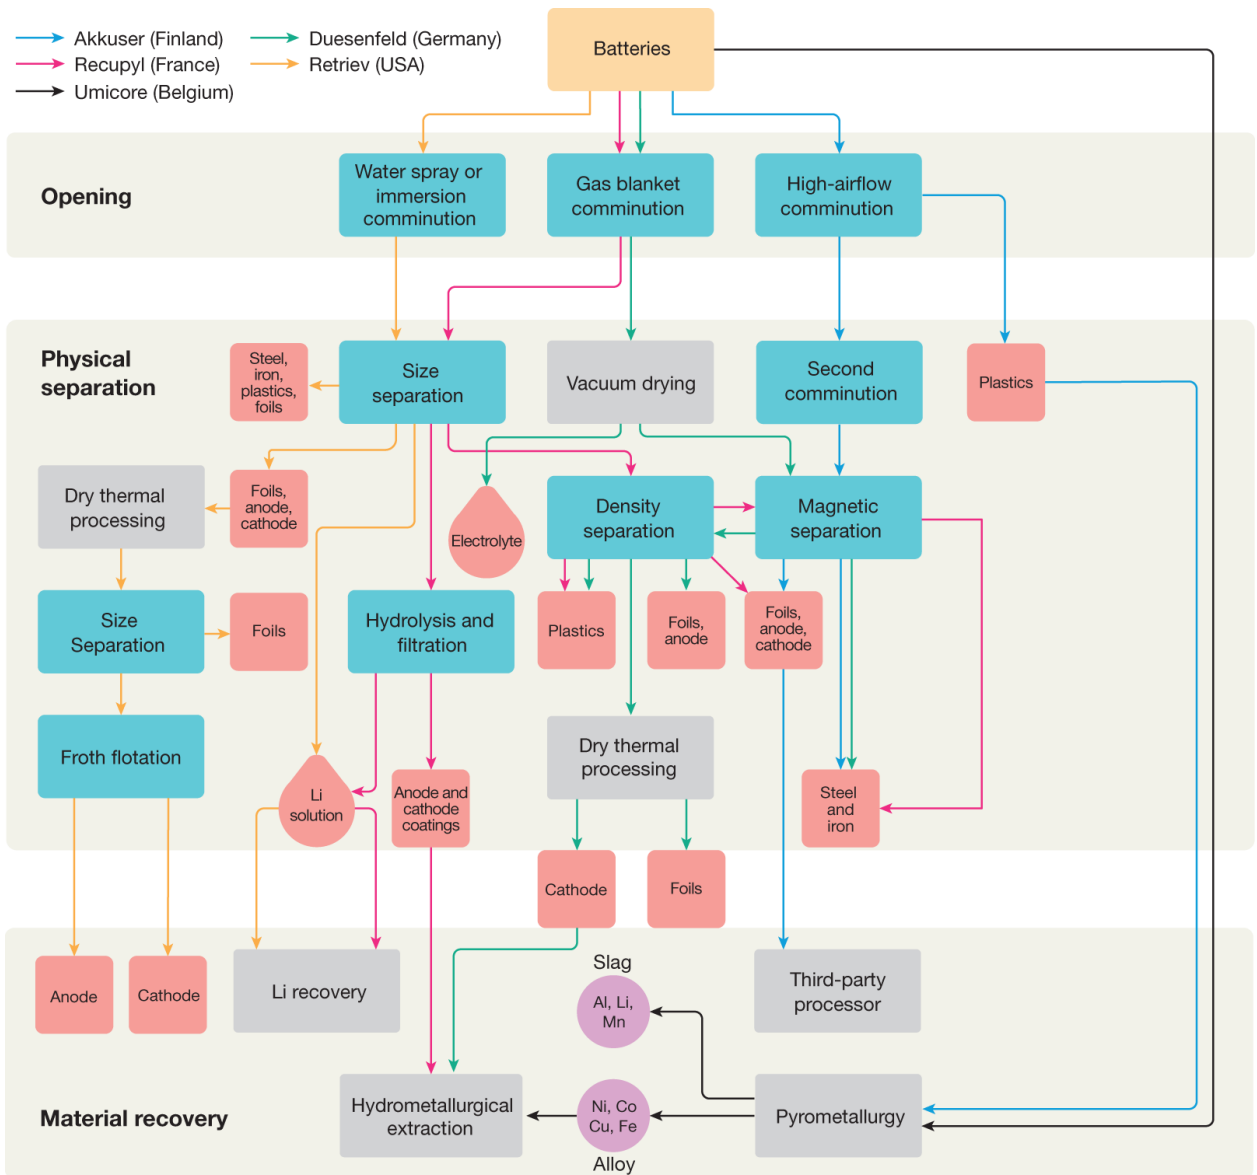 Akkuser (Finland)
Recupyl (France)
Umicore (Belgium)
Duesenfeld (Germany)
Retriev (USA)
Batteries
Opening
Water spray or
immersion
comminution
Gas blanket
comminution
High-airflow
comminution
Physical
separation
Steel,
iron,
plastics,
foils
Size
separation
Vacuum drying
Second
comminution
Plastics
Dry thermal
processing
Foils,
anode,
cathode
Electrolyte
Density
separation
Magnetic
separation
Size
Separation
Foils
Hydrolysis and
filtration
Plastics
Foils,
anode
Foils,
anode,
cathode
Froth flotation
Li
solution
Anode and
cathode
coatings
Dry thermal
processing
Steel
and
iron
Cathode
Foils
Material recovery
Anode
Cathode
Li recovery
Slag
Al, Li,
Mn
Third-party
processor
Hydrometallurgical
extraction
Ni, Co
Cu, Fe
Alloy
Pyrometallurgy